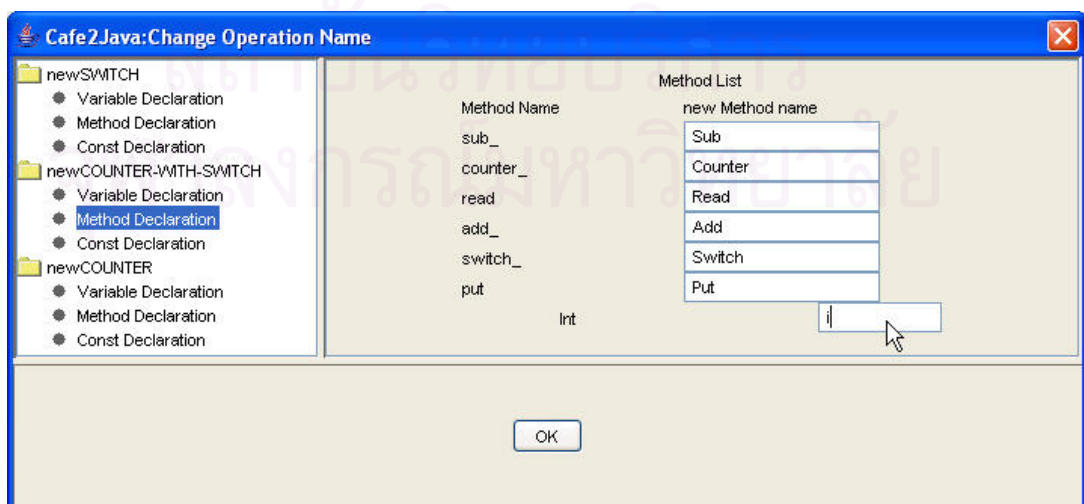 Cafe2Java:Change Operation Name
newSWITCH
Variable Declaration
Method Declaration
Const Declaration
newCOUNTER-WITH-SWITCH
Variable Declaration
Method Declaration
Const Declaration
newCOUNTER
Variable Declaration
Method Declaration
Const Declaration
Method List
Method Name new Method name
sub_ Sub
counter_ Counter
read Read
add_ Add
switch_ Switch
put Put
Int i
OK